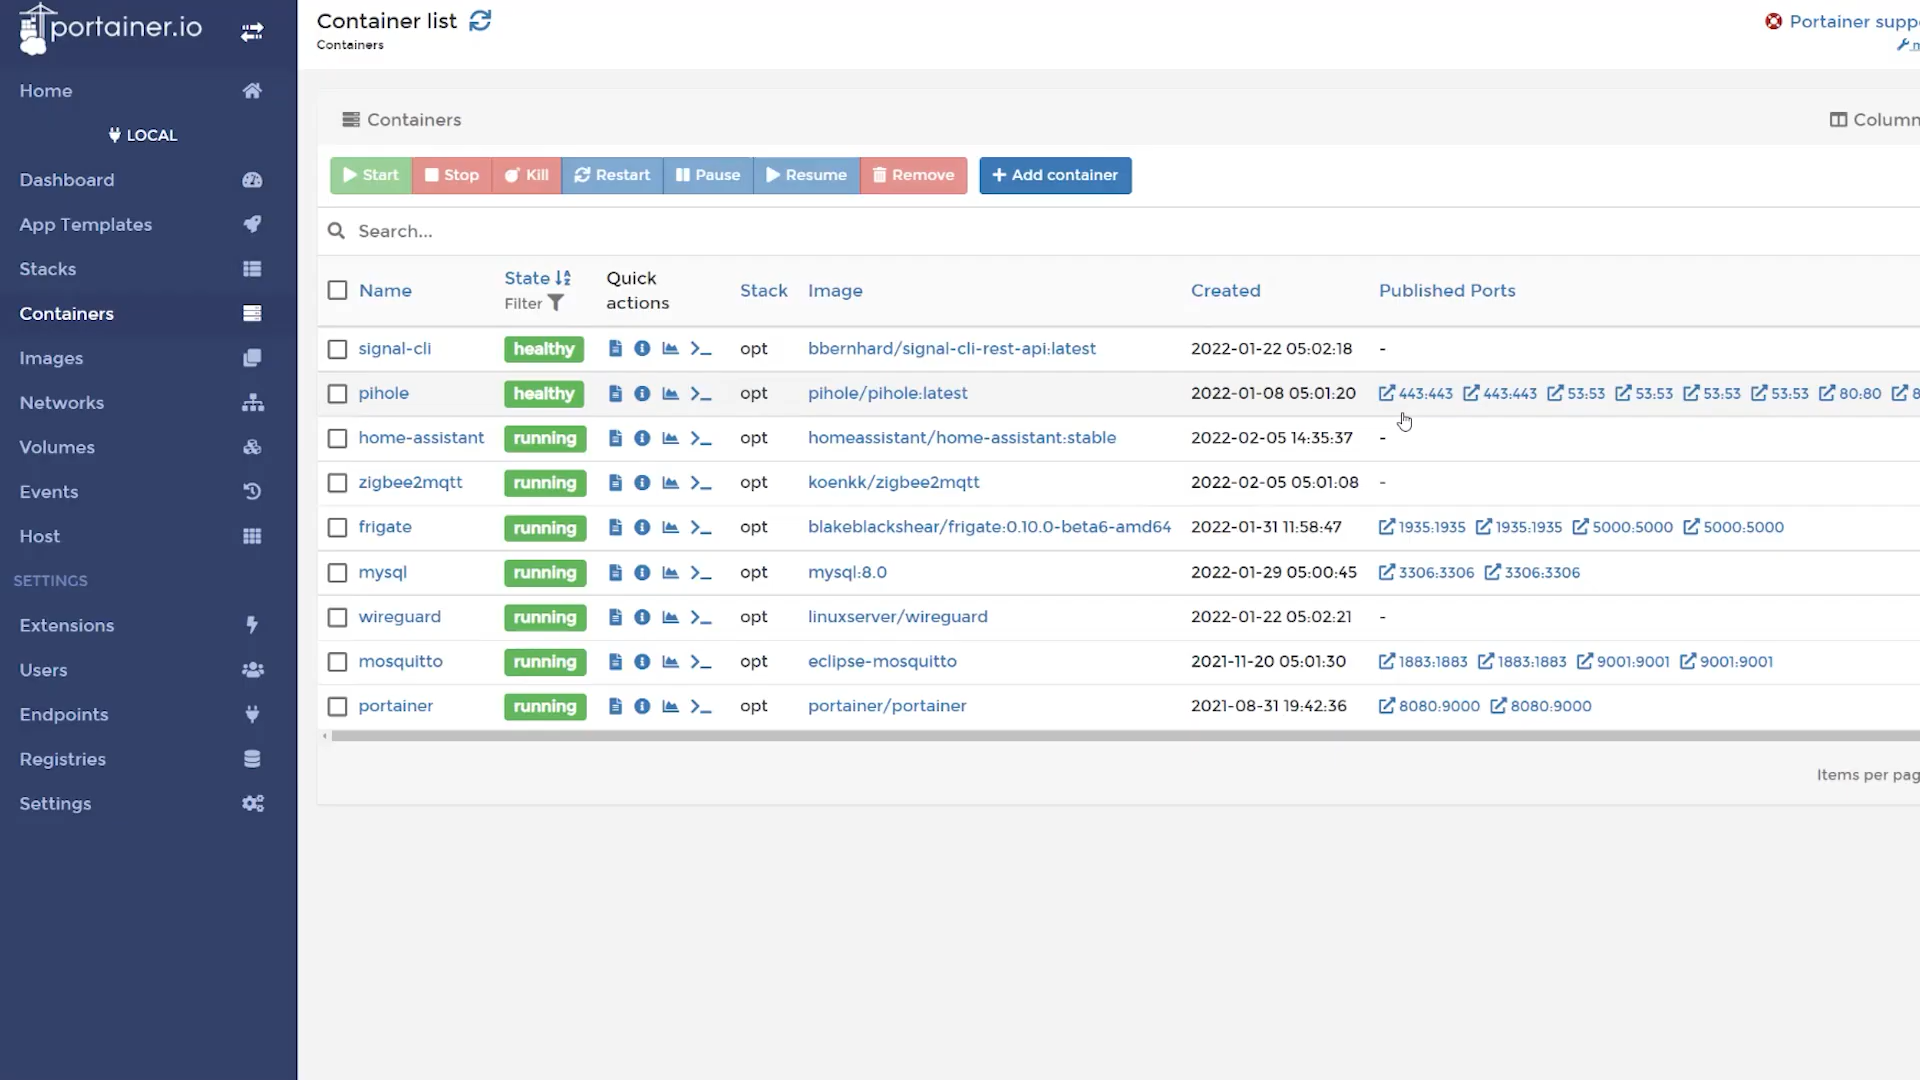 portainer.io
Home
LOCAL
Dashboard
App Templates
Stacks
Containers
Images
Networks
Volumes
Events
Host
SETTINGS
Extensions
Users
Endpoints
Registries
Settings
Container list
Containers
Portainer supp
Containers
Column
Start Stop Kill Restart Pause Resume Remove Add container
Search...
Name State Filter Quick actions Stack Image Created Published Ports
signal-cli healthy opt bbernhard/signal-cli-rest-api:latest 2022-01-22 05:02:18 -
pihole healthy opt pihole/pihole:latest 2022-01-08 05:01:20 443:443 443:443 53:53 53:53 53:53 53:53 80:80 8
home-assistant running opt homeassistant/home-assistant:stable 2022-02-05 14:35:37 -
zigbee2mqtt running opt koenkk/zigbee2mqtt 2022-02-05 05:01:08 -
frigate running opt blakeblackshear/frigate:0.10.0-beta6-amd64 2022-01-31 11:58:47 1935:1935 1935:1935 5000:5000 5000:5000
mysql running opt mysql:8.0 2022-01-29 05:00:45 3306:3306 3306:3306
wireguard running opt linuxserver/wireguard 2022-01-22 05:02:21 -
mosquitto running opt eclipse-mosquitto 2021-11-20 05:01:30 1883:1883 1883:1883 9001:9001 9001:9001
portainer running opt portainer/portainer 2021-08-31 19:42:36 8080:9000 8080:9000
Items per pag